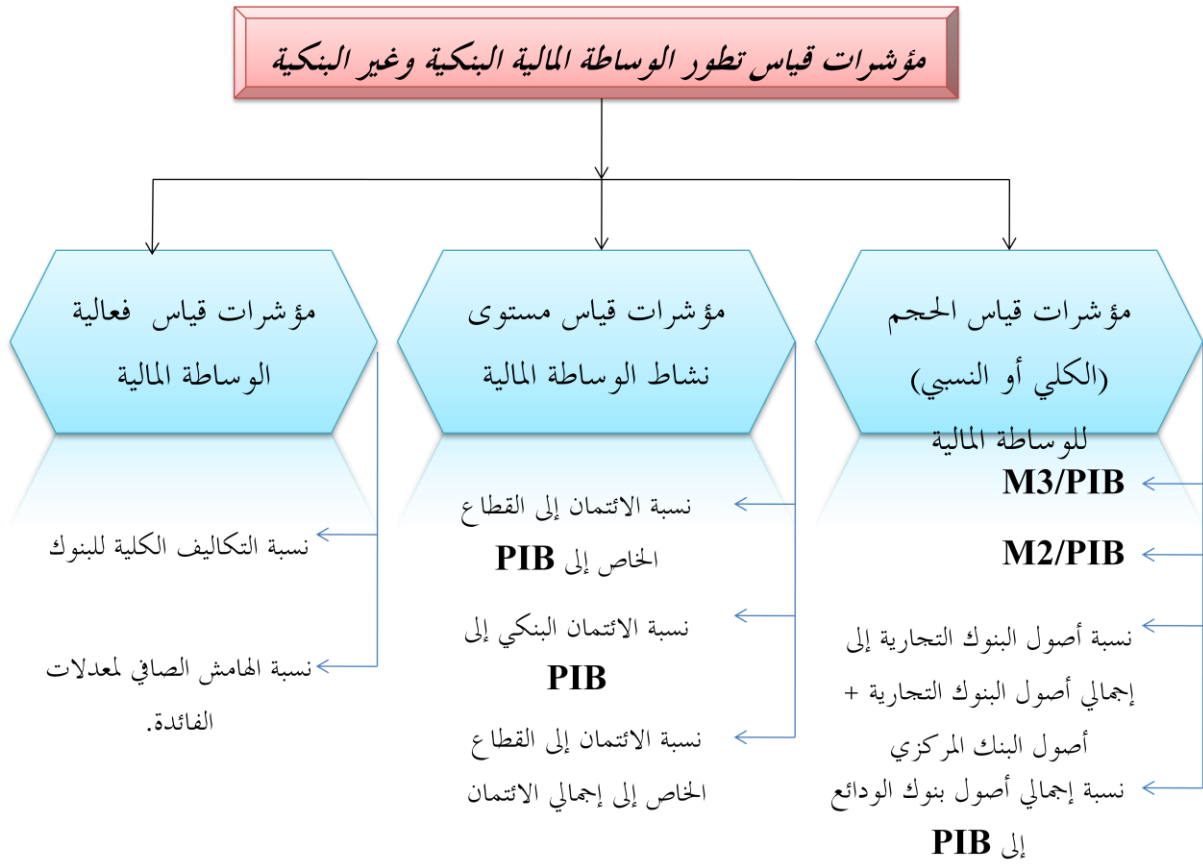 مؤشرات قياس تطور الوساطة المالية البنكية وغير البنكية
مؤشرات قياس الحجم
(الكلي أو النسبي)
للوساطة المالية
M3/PIB
M2/PIB
نسبة أصول البنوك التجارية إلى
إجمالي أصول البنوك التجارية +
أصول البنك المركزي
نسبة إجمالي أصول بنوك الودائع
إلى PIB
مؤشرات قياس مستوى
نشاط الوساطة المالية
نسبة الائتمان إلى القطاع
الخاص إلى PIB
نسبة الائتمان البنكي إلى
PIB
نسبة الائتمان إلى القطاع
الخاص إلى إجمالي الائتمان
مؤشرات قياس فعالية
الوساطة المالية
نسبة التكاليف الكلية للبنوك
نسبة الهامش الصافي لمعدلات
الفائدة.